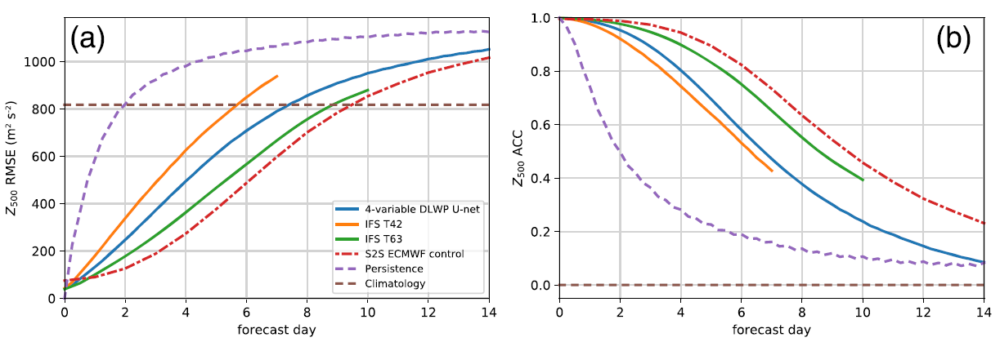 (a)
1000
800
600
400
200
0
Z500 RMSE (m² s⁻²)
0 2 4 6 8 10 12 14
forecast day
4-variable DLWP U-net
IFS T42
IFS T63
S2S ECMWF control
Persistence
Climatology
(b)
1.0
0.8
0.6
0.4
0.2
0.0
Z500 ACC
0 2 4 6 8 10 12 14
forecast day